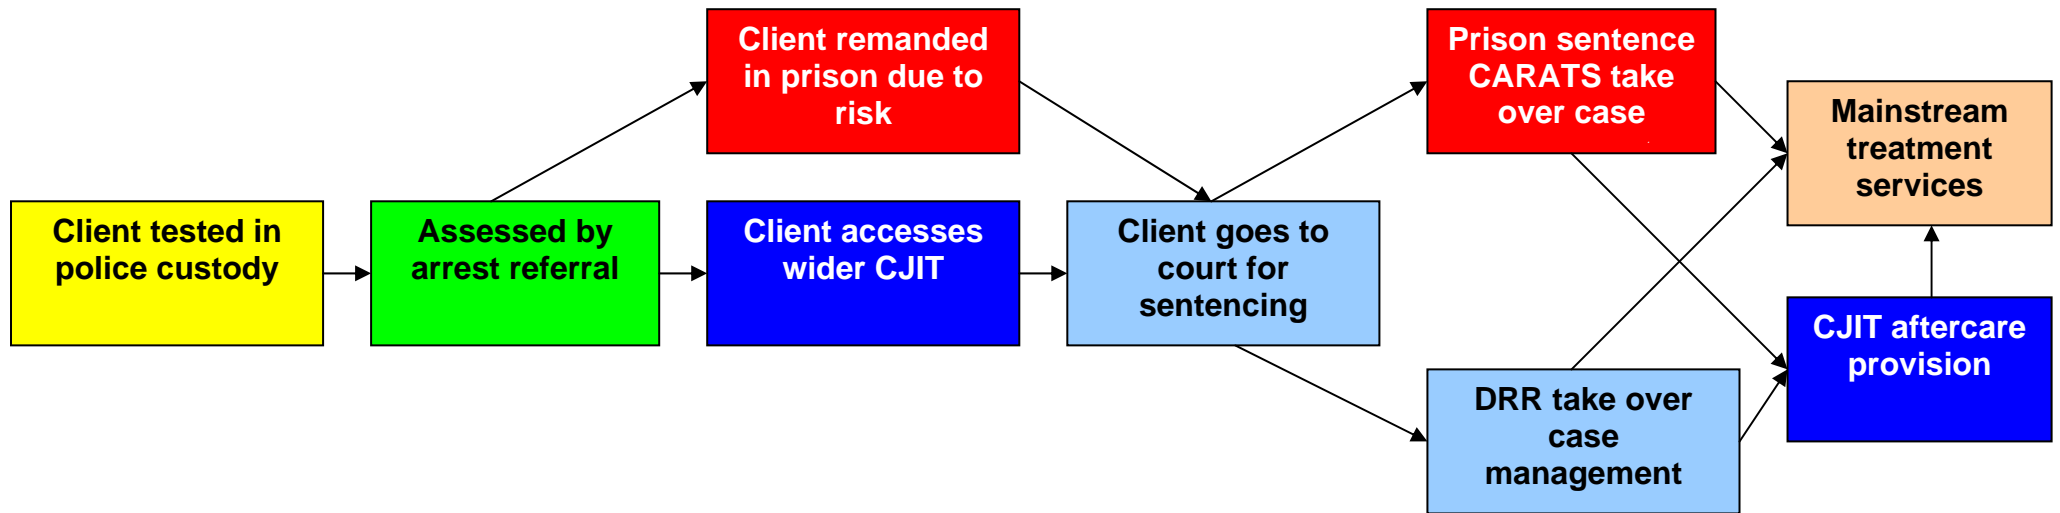 Client tested in
police custody
Assessed by
arrest referral
Client remanded
in prison due to
risk
Client accesses
wider CJIT
Client goes to
court for
sentencing
Prison sentence
CARATS take
over case
DRR take over
case
management
Mainstream
treatment
services
CJIT aftercare
provision